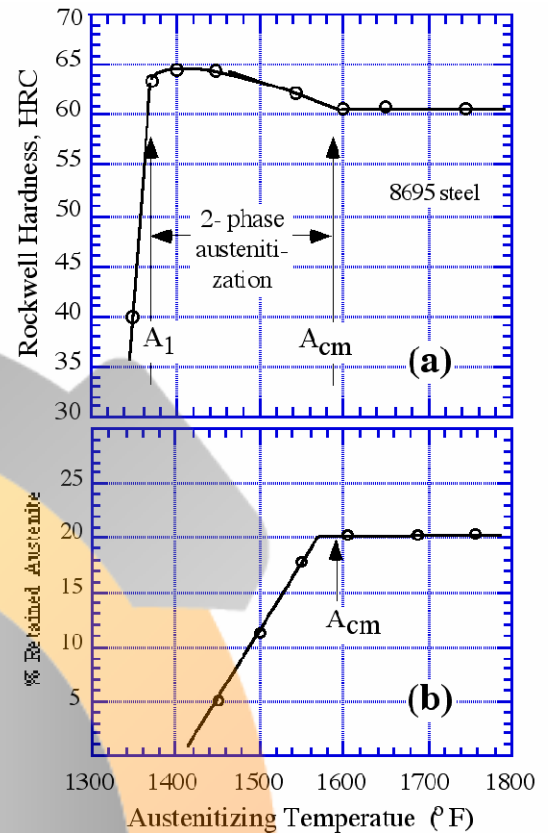 70
65
60
55
50
45
40
35
30
Rockwell Hardness, HRC
8695 steel
2- phase
austeniti-
zation
A1
Acm
(a)
25
20
15
10
5
% Retained Austenite
Acm
(b)
1300 1400 1500 1600 1700 1800
Austenitizing Temperatue (° F)